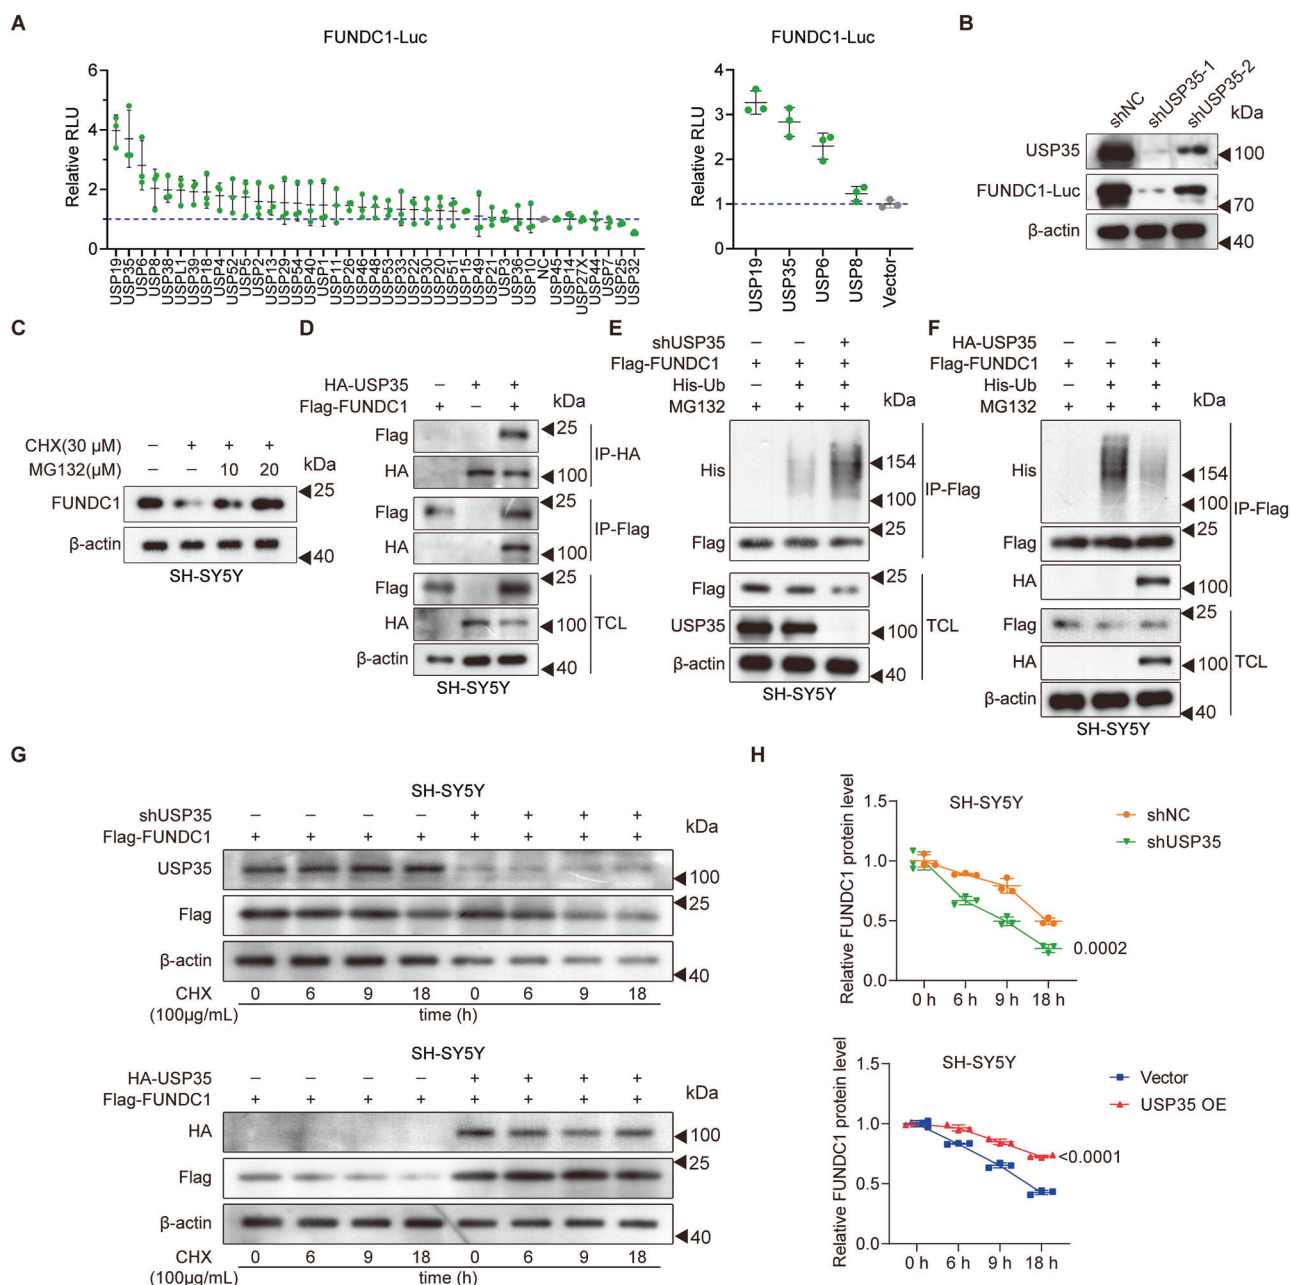 A
FUNDC1-Luc
Relative RLU
6
4
2
0
USP19
USP35
USP6
USP8
USP38
USPL1
USP39
USP18
USP4
USP52
USP5
USP2
USP13
USP29
USP54
USP40
USP1
USP11
USP26
USP46
USP48
USP53
USP33
USP22
USP30
USP20
USP51
USP15
USP49
USP21
USP3
USP36
USP10
NC
USP45
USP14
USP27X
USP44
USP7
USP25
USP32
FUNDC1-Luc
Relative RLU
4
3
2
1
0
USP19
USP35
USP6
USP8
Vector
B
shNC
shUSP35-1
shUSP35-2
kDa
USP35
100
FUNDC1-Luc
70
β-actin
40
C
CHX(30 μM) – + + +
MG132(μM) – – 10 20 kDa
FUNDC1 25
β-actin 40
SH-SY5Y
D
HA-USP35 – + +
Flag-FUNDC1 + – + kDa
Flag 25
HA 100
IP-HA
Flag 25
HA 100
IP-Flag
Flag 25
HA 100
β-actin 40
TCL
SH-SY5Y
E
shUSP35 – – +
Flag-FUNDC1 + + +
His-Ub – + +
MG132 + + + kDa
His 154
100
Flag 25
IP-Flag
Flag 25
USP35 100
β-actin 40
TCL
SH-SY5Y
F
HA-USP35 – – +
Flag-FUNDC1 + + +
His-Ub – + +
MG132 + + + kDa
His 154
100
Flag 25
HA 100
IP-Flag
Flag 25
HA 100
β-actin 40
TCL
SH-SY5Y
G
SH-SY5Y
shUSP35 – – – – + + + +
Flag-FUNDC1 + + + + + + + + kDa
USP35 100
Flag 25
β-actin 40
CHX 0 6 9 18 0 6 9 18
(100μg/mL) time (h)
SH-SY5Y
HA-USP35 – – – – + + + +
Flag-FUNDC1 + + + + + + + + kDa
HA 100
Flag 25
β-actin 40
CHX 0 6 9 18 0 6 9 18
(100μg/mL) time (h)
H
SH-SY5Y
Relative FUNDC1 protein level
1.5
1.0
0.5
0.0
0 h 6 h 9 h 18 h
shNC
shUSP35
0.0002
SH-SY5Y
Relative FUNDC1 protein level
1.5
1.0
0.5
0.0
0 h 6 h 9 h 18 h
Vector
USP35 OE
<0.0001